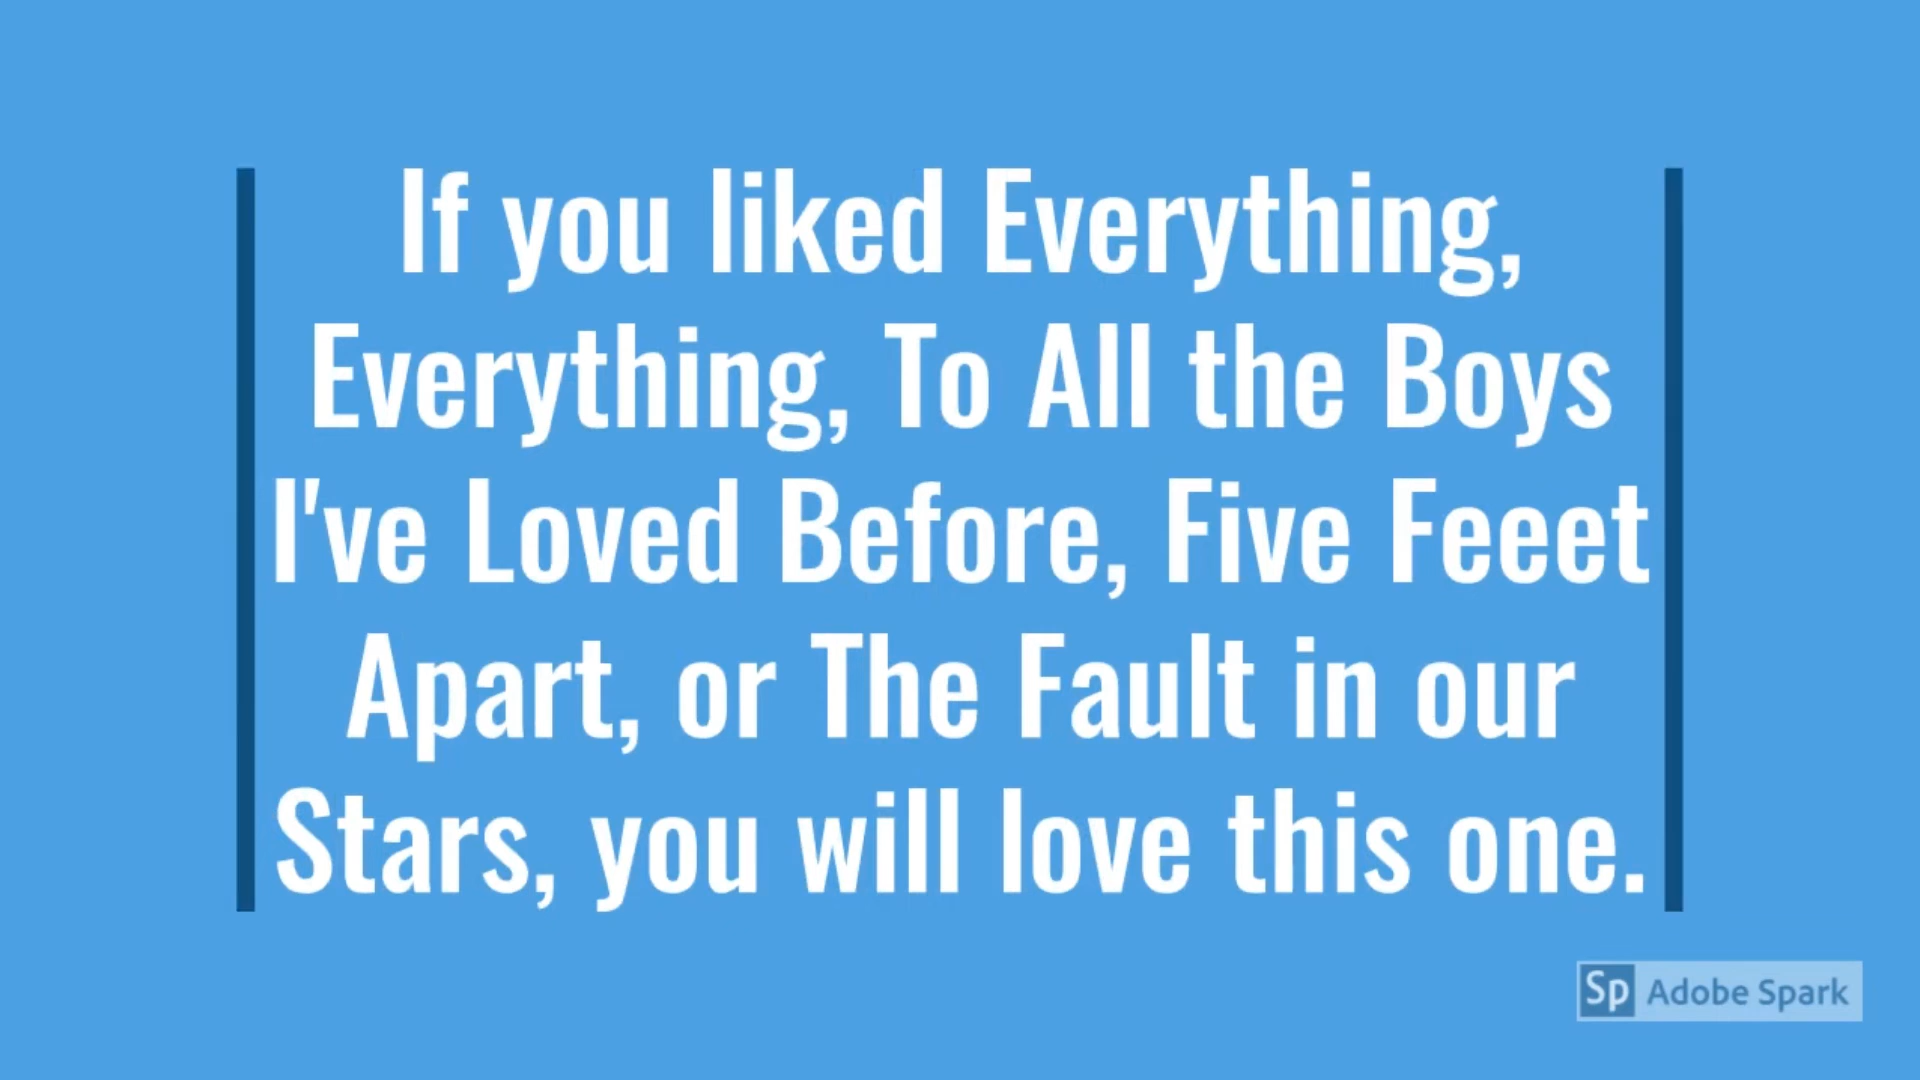 If you liked Everything,
Everything, To All the Boys
I've Loved Before, Five Feeet
Apart, or The Fault in our
Stars, you will love this one.
Sp Adobe Spark